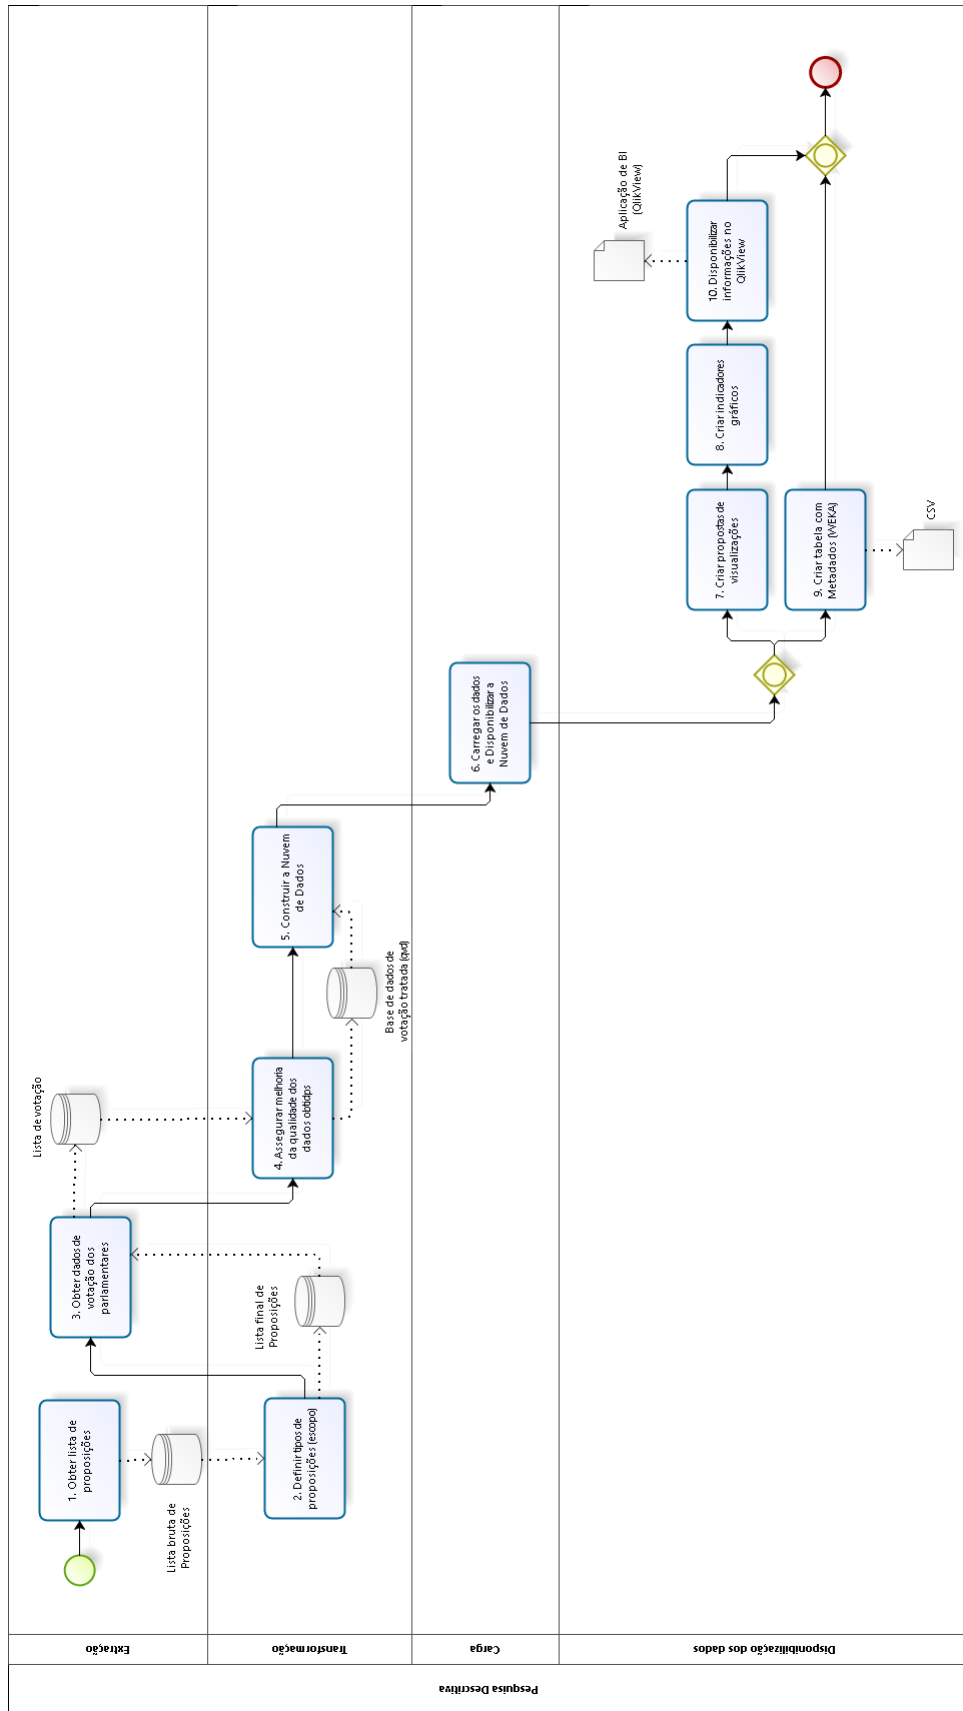 Pesquisa Descritiva
Extração
1. Obter lista de
proposições
Lista bruta de
Proposições
3. Obter dados de
votação dos
parlamentares
Lista de votação
Transformação
2. Definir tipos de
proposições (escopo)
Lista final de
Proposições
4. Assegurar melhoria
da qualidade dos
dados obtidps
Base de dados de
votação tratada (qvd)
5. Construir a Nuvem
de Dados
Carga
6. Carregar os dados
e Disponibilizar a
Nuvem de Dados
Disponibilização dos dados
7. Criar propostas de
visualizações
8. Criar indicadores
gráficos
10. Disponibilizar
informações no
QlikView
Aplicação de BI
(QlikView)
9. Criar tabela com
Metadados (WEKA)
CSV